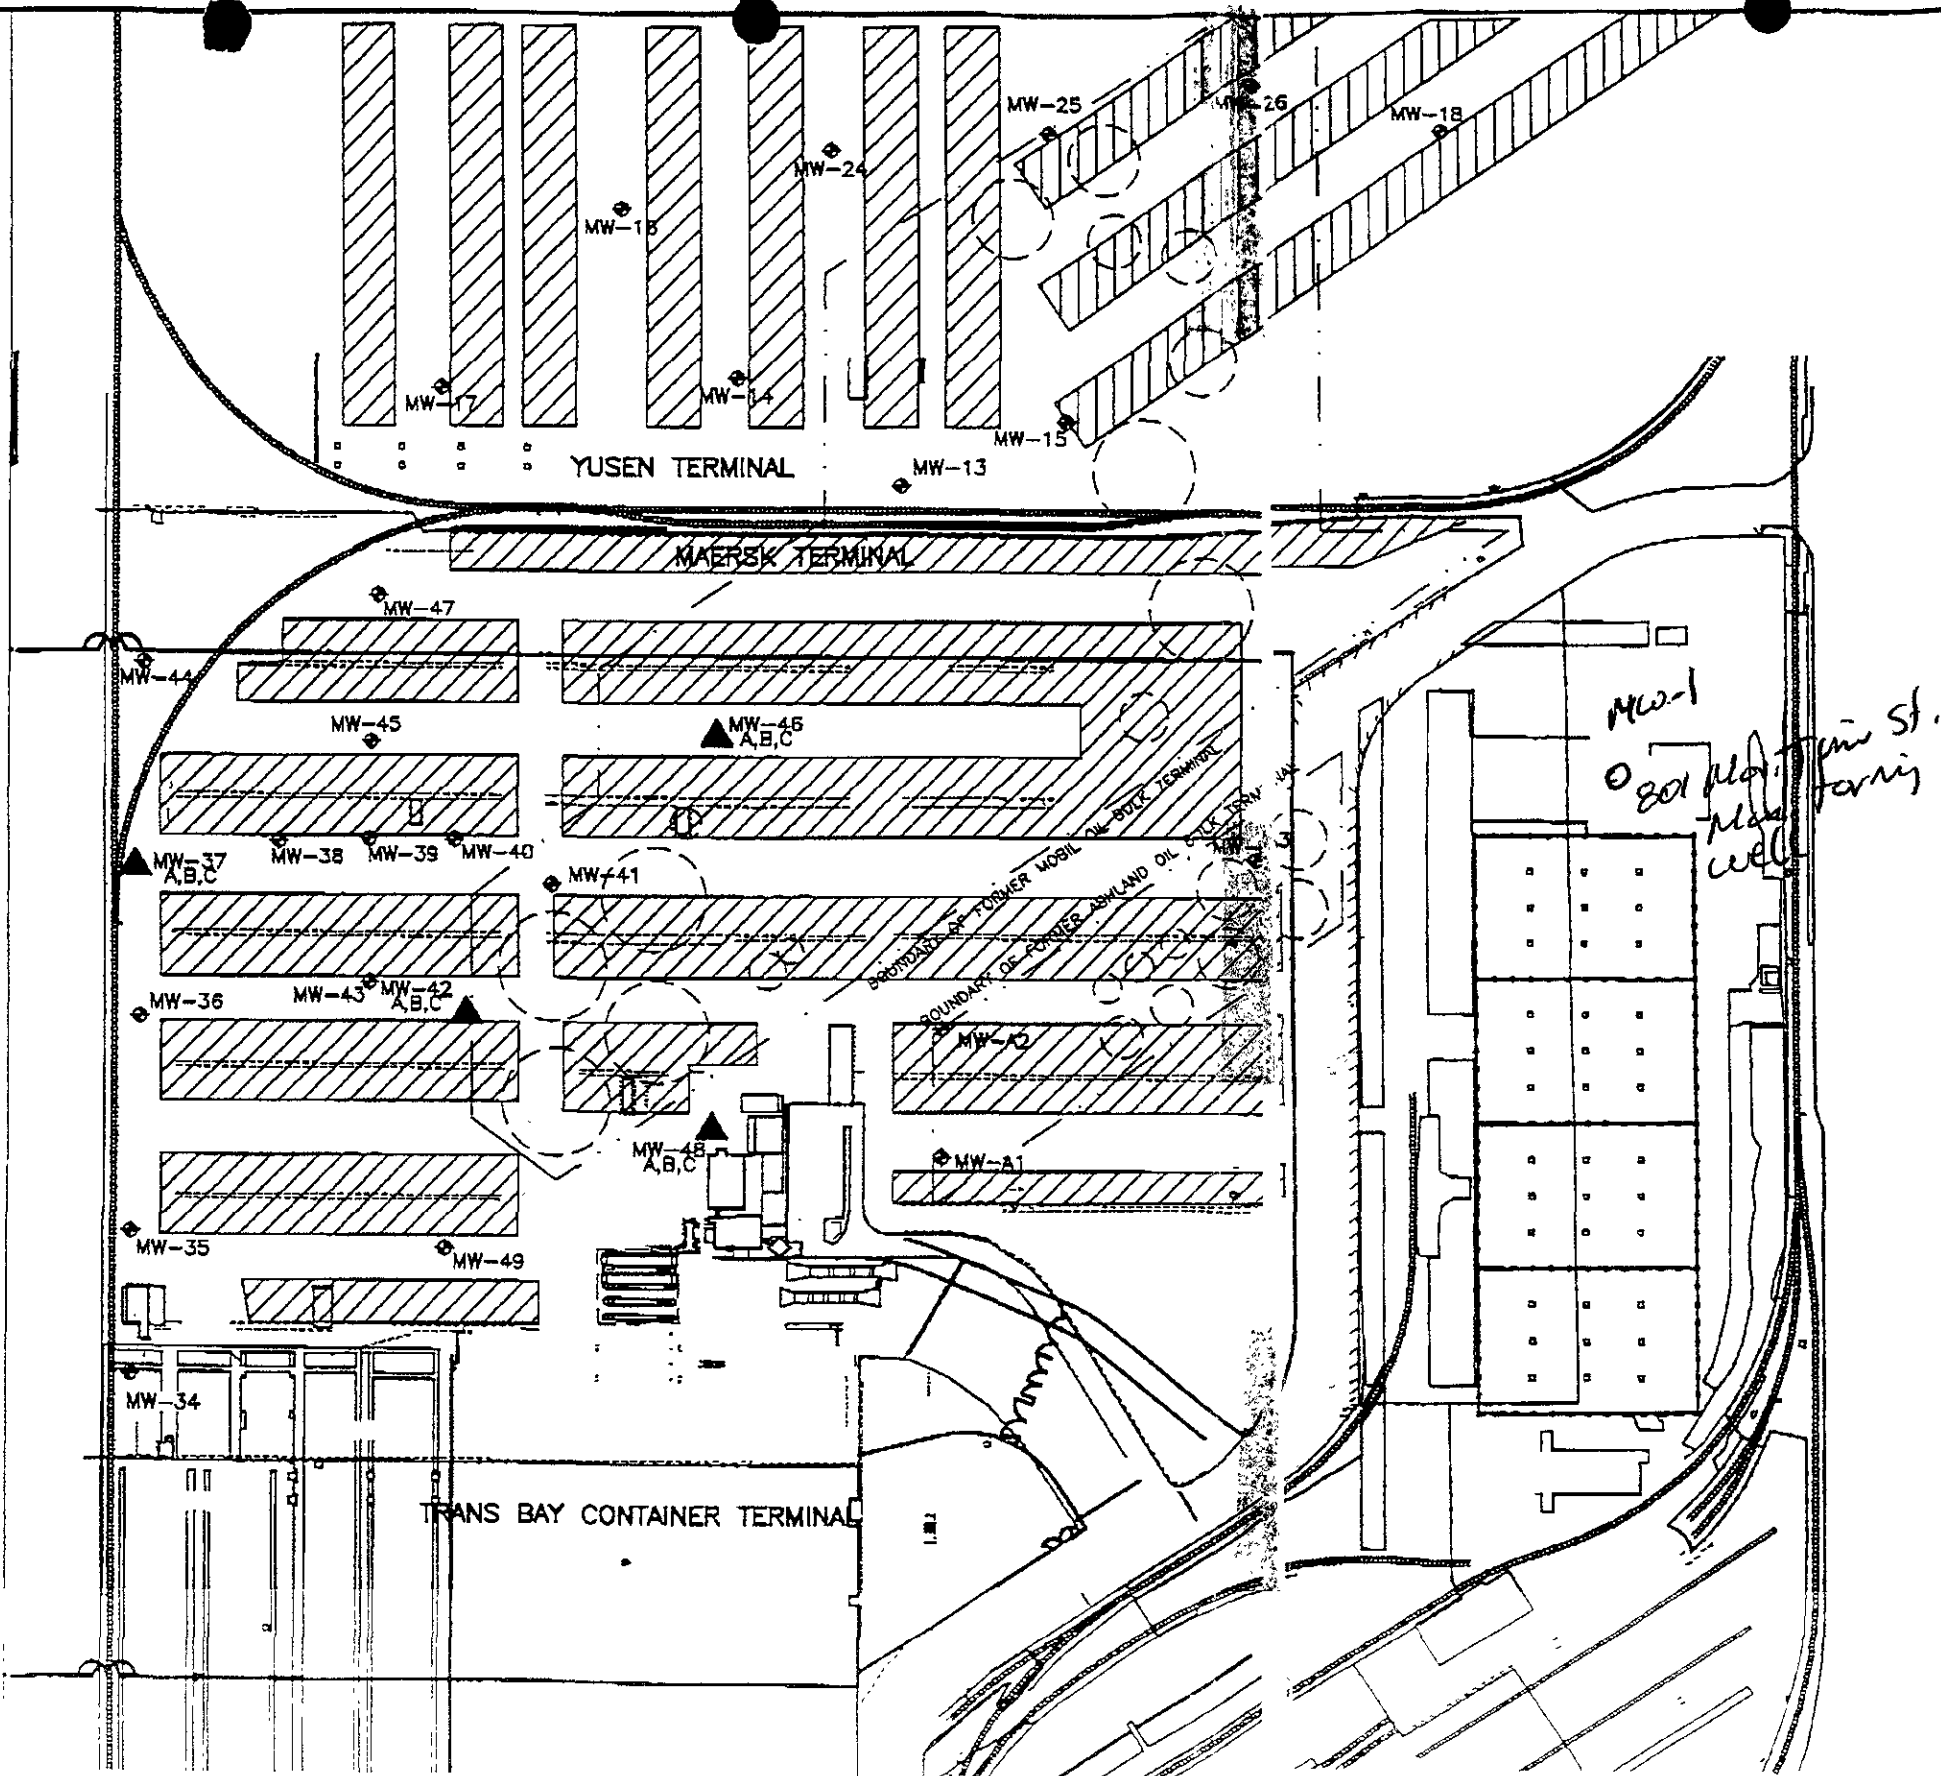 MW-25
MW-26
MW-18
MW-24
MW-16
MW-17
MW-14
MW-15
YUSEN TERMINAL
MW-13
MAERSK TERMINAL
MW-47
MW-44
MW-45
MW-46
A,B,C
MW-1
801 Maritime St.
Monitoring
well
MW-37
A,B,C
MW-38
MW-39
MW-40
MW-41
BOUNDARY OF FORMER MOBIL OIL BULK TERMINAL
BOUNDARY OF FORMER ASHLAND OIL BULK TERMINAL
MW-36
MW-43
MW-42
A,B,C
MW-A2
MW-48
A,B,C
MW-A1
MW-35
MW-49
MW-34
TRANS BAY CONTAINER TERMINAL